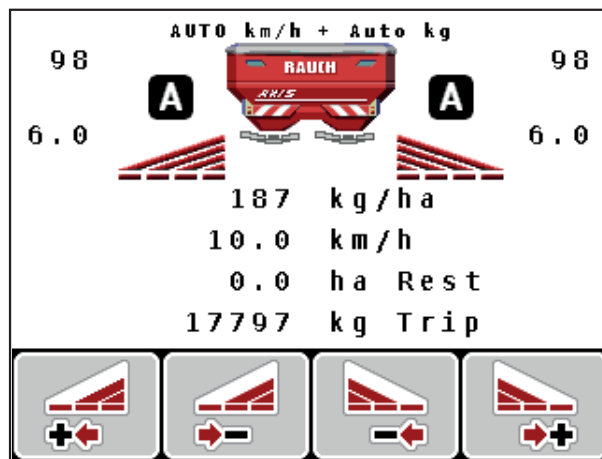 AUTO km/h + Auto kg
98 98
RAUCH
AXIS
A A
6.0 6.0
187 kg/ha
10.0 km/h
0.0 ha Rest
17797 kg Trip